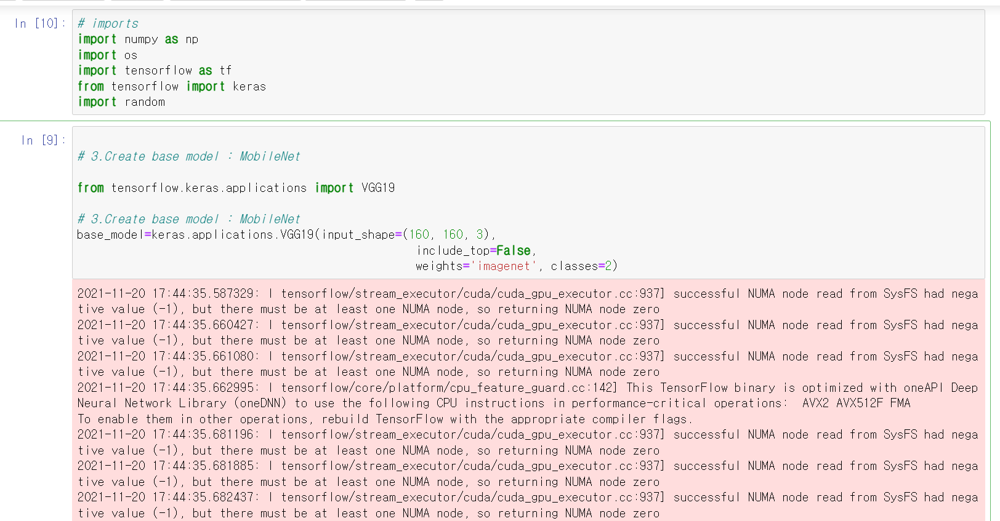 In [10]:
# imports
import numpy as np
import os
import tensorflow as tf
from tensorflow import keras
import random
In [9]:
# 3.Create base model : MobileNet
from tensorflow.keras.applications import VGG19
# 3.Create base model : MobileNet
base_model=keras.applications.VGG19(input_shape=(160, 160, 3),
include_top=False,
weights='imagenet', classes=2)
2021-11-20 17:44:35.587329: I tensorflow/stream_executor/cuda/cuda_gpu_executor.cc:937] successful NUMA node read from SysFS had nega
tive value (-1), but there must be at least one NUMA node, so returning NUMA node zero
2021-11-20 17:44:35.660427: I tensorflow/stream_executor/cuda/cuda_gpu_executor.cc:937] successful NUMA node read from SysFS had nega
tive value (-1), but there must be at least one NUMA node, so returning NUMA node zero
2021-11-20 17:44:35.661080: I tensorflow/stream_executor/cuda/cuda_gpu_executor.cc:937] successful NUMA node read from SysFS had nega
tive value (-1), but there must be at least one NUMA node, so returning NUMA node zero
2021-11-20 17:44:35.662995: I tensorflow/core/platform/cpu_feature_guard.cc:142] This TensorFlow binary is optimized with oneAPI Deep
Neural Network Library (oneDNN) to use the following CPU instructions in performance-critical operations:  AVX2 AVX512F FMA
To enable them in other operations, rebuild TensorFlow with the appropriate compiler flags.
2021-11-20 17:44:35.681196: I tensorflow/stream_executor/cuda/cuda_gpu_executor.cc:937] successful NUMA node read from SysFS had nega
tive value (-1), but there must be at least one NUMA node, so returning NUMA node zero
2021-11-20 17:44:35.681885: I tensorflow/stream_executor/cuda/cuda_gpu_executor.cc:937] successful NUMA node read from SysFS had nega
tive value (-1), but there must be at least one NUMA node, so returning NUMA node zero
2021-11-20 17:44:35.682437: I tensorflow/stream_executor/cuda/cuda_gpu_executor.cc:937] successful NUMA node read from SysFS had nega
tive value (-1), but there must be at least one NUMA node, so returning NUMA node zero